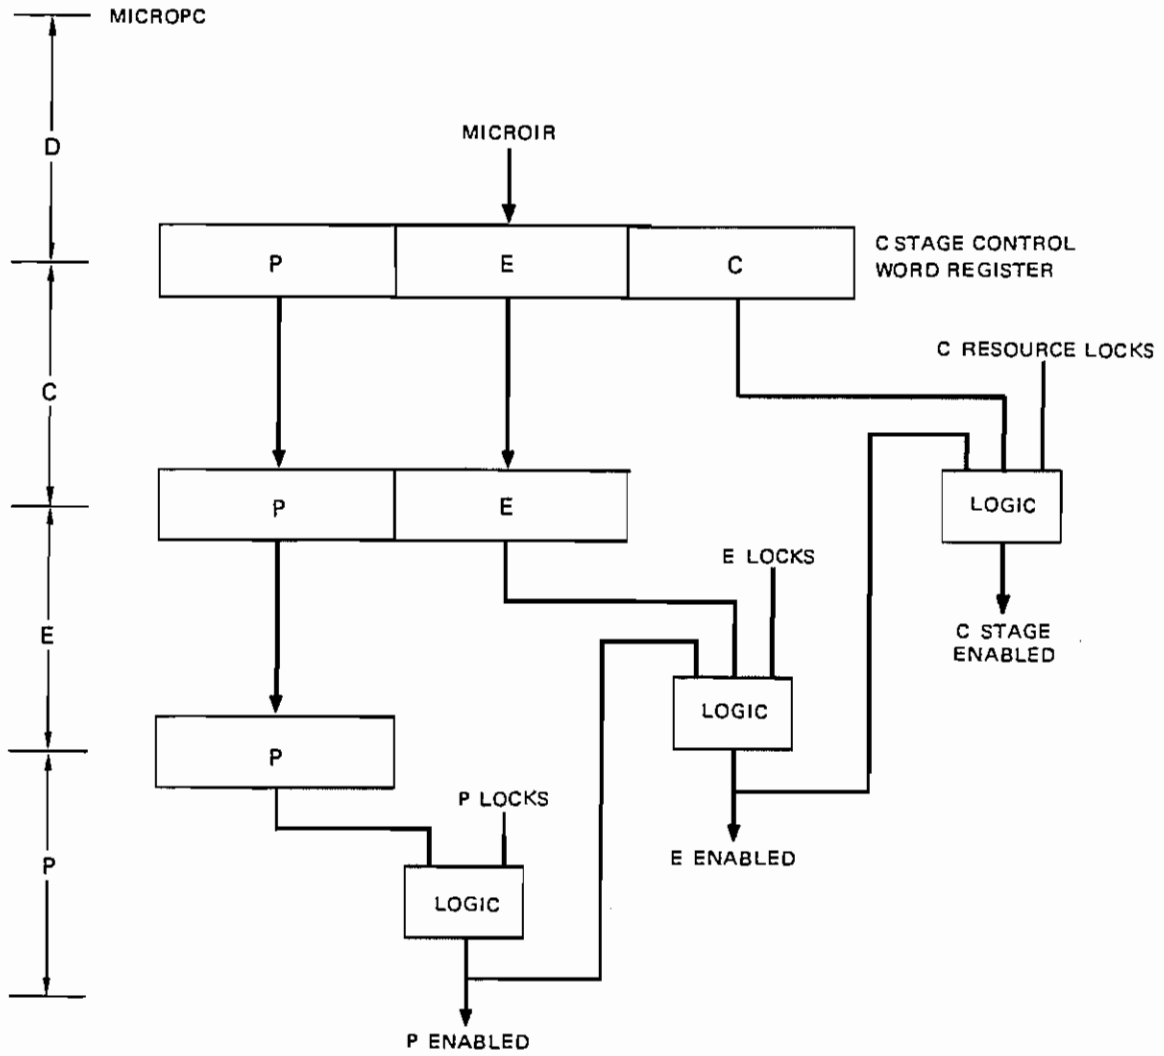 MICROPC
D
MICROIR
P
E
C
C STAGE CONTROL
WORD REGISTER
C RESOURCE LOCKS
C
P
E
LOGIC
E LOCKS
C STAGE
ENABLED
E
LOGIC
P
P LOCKS
E ENABLED
P
LOGIC
P ENABLED